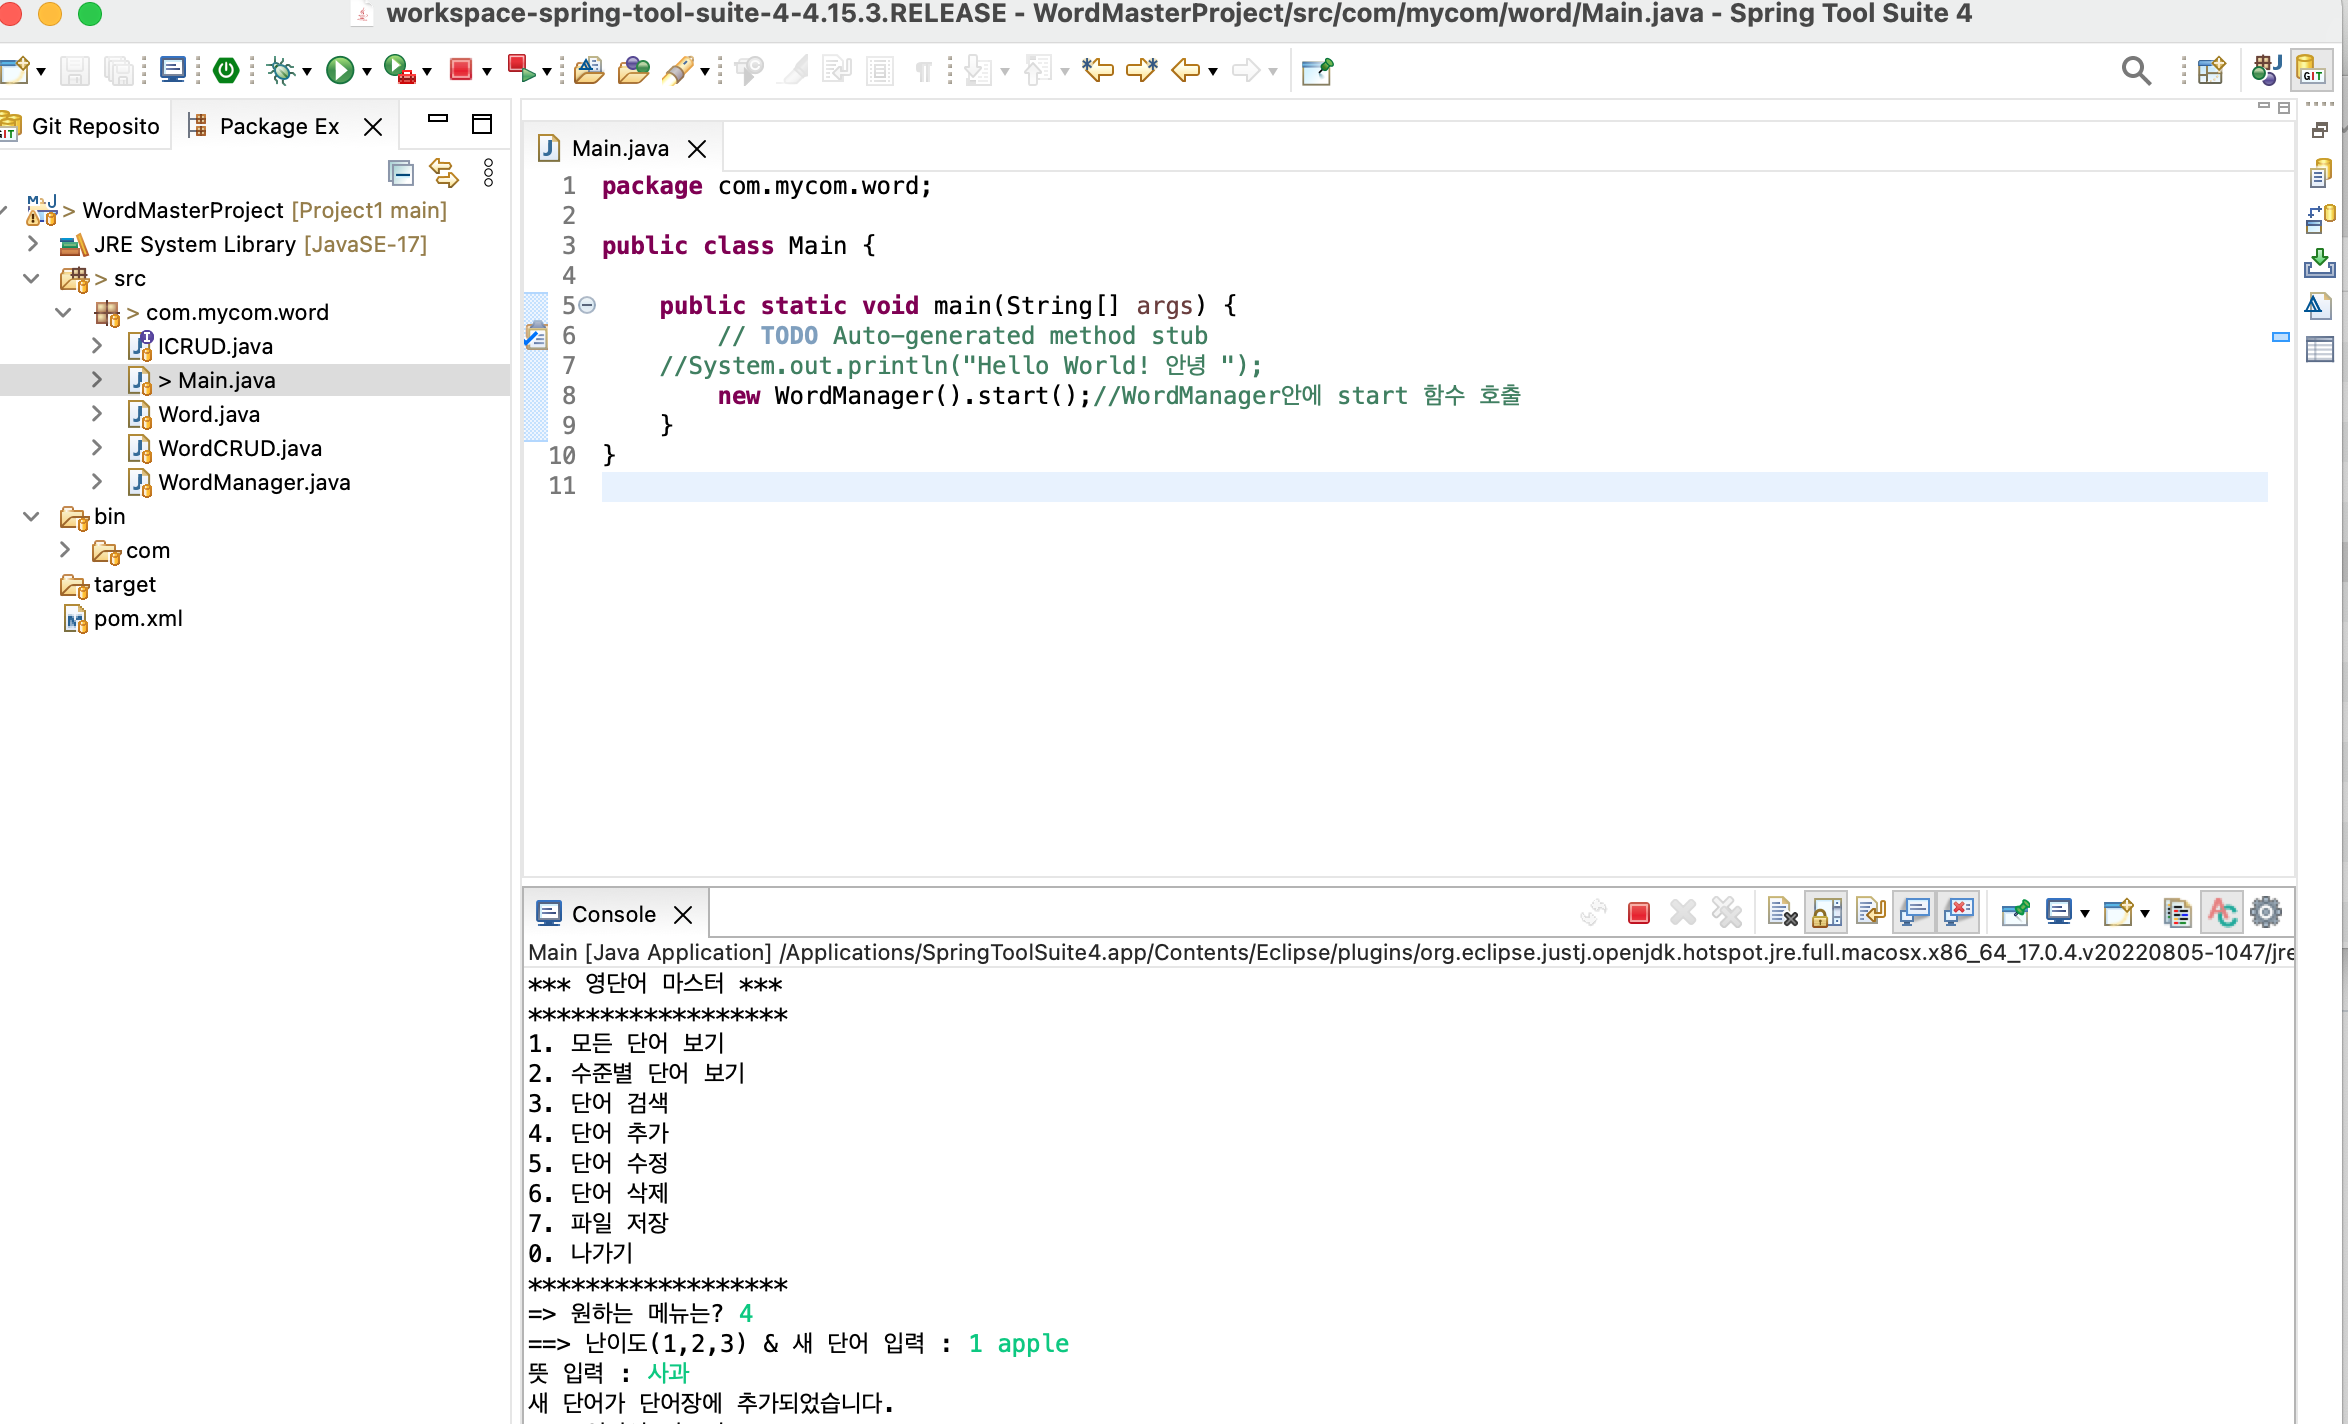 workspace-spring-tool-suite-4-4.15.3.RELEASE - WordMasterProject/src/com/mycom/word/Main.java - Spring Tool Suite 4
Git Reposito
Package Ex
> WordMasterProject [Project1 main]
JRE System Library [JavaSE-17]
> src
> com.mycom.word
ICRUD.java
> Main.java
Word.java
WordCRUD.java
WordManager.java
bin
com
target
pom.xml
Main.java
1 package com.mycom.word;
2
3 public class Main {
4
5 public static void main(String[] args) {
6 // TODO Auto-generated method stub
7 //System.out.println("Hello World! 안녕 ");
8 new WordManager().start();//WordManager안에 start 함수 호출
9 }
10 }
11
Console
Main [Java Application] /Applications/SpringToolSuite4.app/Contents/Eclipse/plugins/org.eclipse.justj.openjdk.hotspot.jre.full.macosx.x86_64_17.0.4.v20220805-1047/jre
*** 영단어 마스터 ***
******************
1. 모든 단어 보기
2. 수준별 단어 보기
3. 단어 검색
4. 단어 추가
5. 단어 수정
6. 단어 삭제
7. 파일 저장
0. 나가기
******************
=> 원하는 메뉴는? 4
==> 난이도(1,2,3) & 새 단어 입력 : 1 apple
뜻 입력 : 사과
새 단어가 단어장에 추가되었습니다.